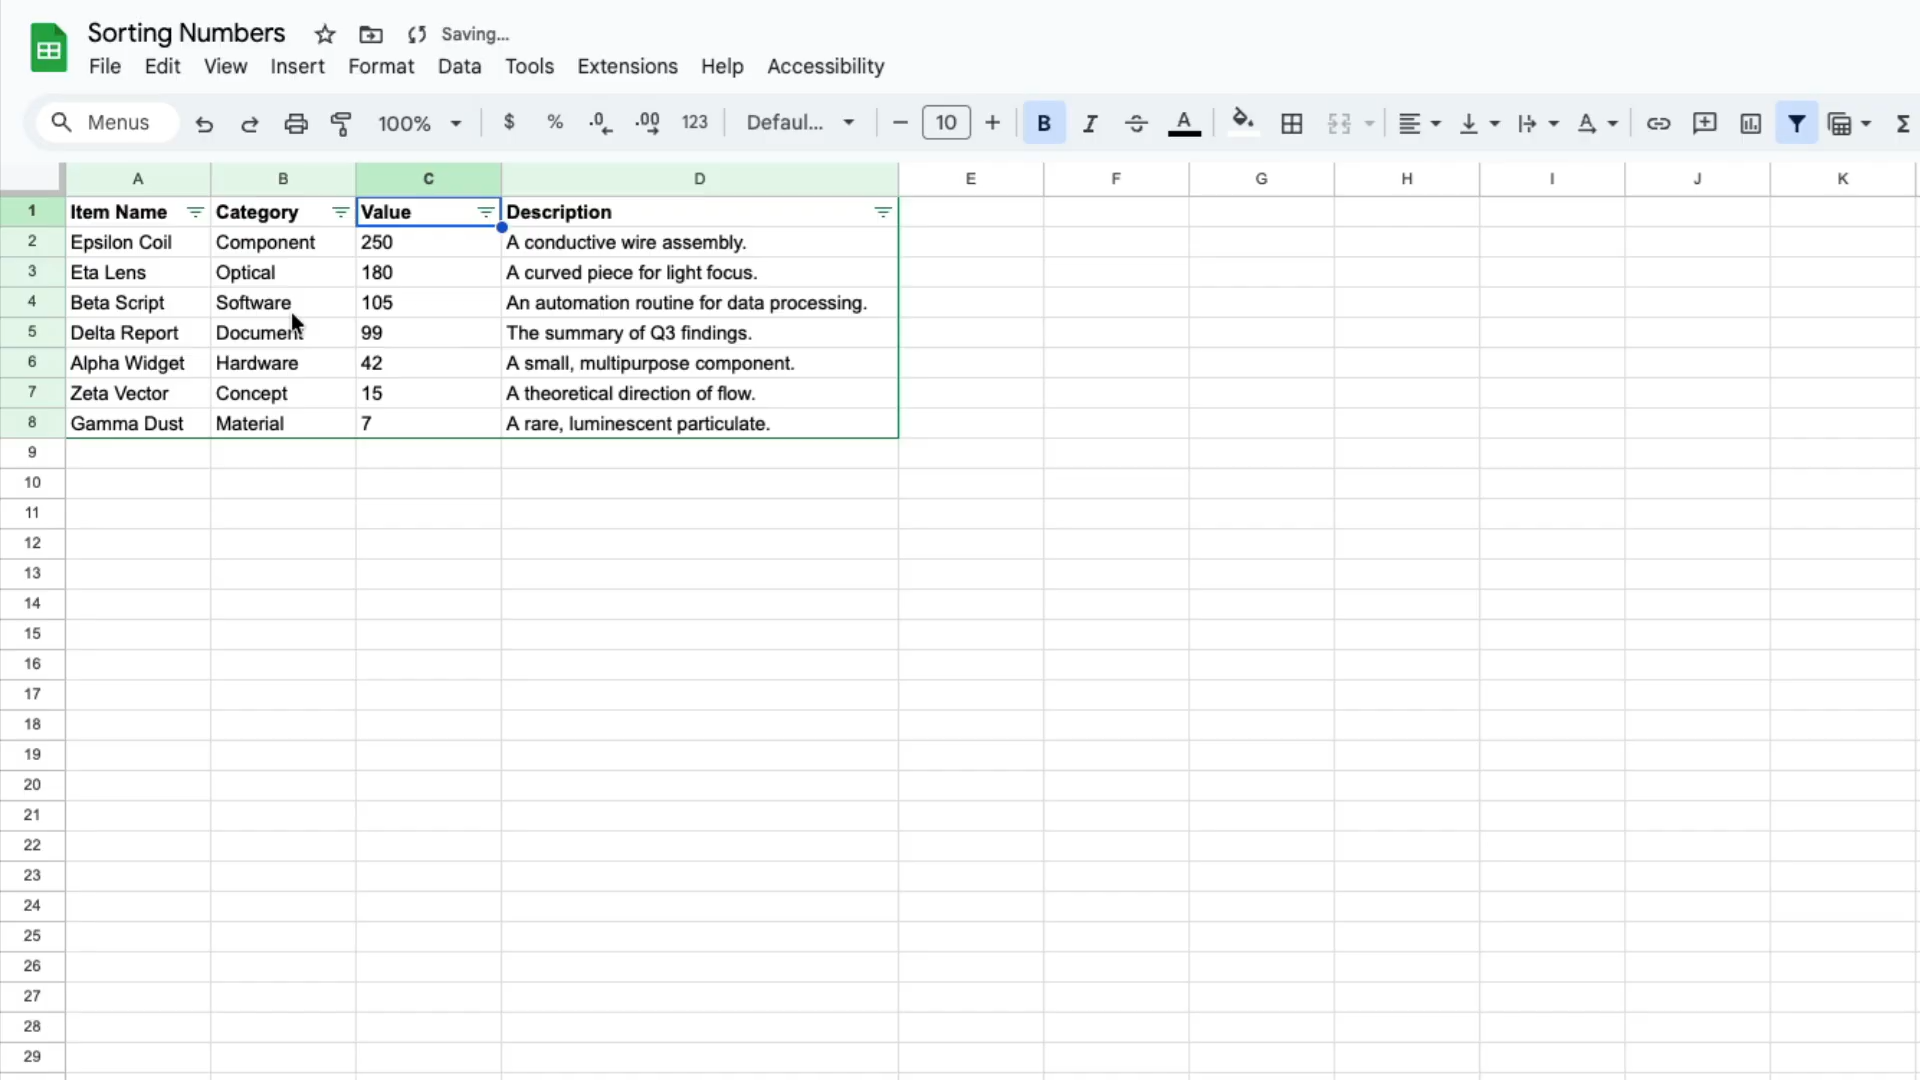 Sorting Numbers Saving...
File Edit View Insert Format Data Tools Extensions Help Accessibility
Menus 100% $ % .0 .00 123 Defaul... − 10 + B I S A Σ
A B C D E F G H I J K
1 Item Name Category Value Description
2 Epsilon Coil Component 250 A conductive wire assembly.
3 Eta Lens Optical 180 A curved piece for light focus.
4 Beta Script Software 105 An automation routine for data processing.
5 Delta Report Document 99 The summary of Q3 findings.
6 Alpha Widget Hardware 42 A small, multipurpose component.
7 Zeta Vector Concept 15 A theoretical direction of flow.
8 Gamma Dust Material 7 A rare, luminescent particulate.
9
10
11
12
13
14
15
16
17
18
19
20
21
22
23
24
25
26
27
28
29